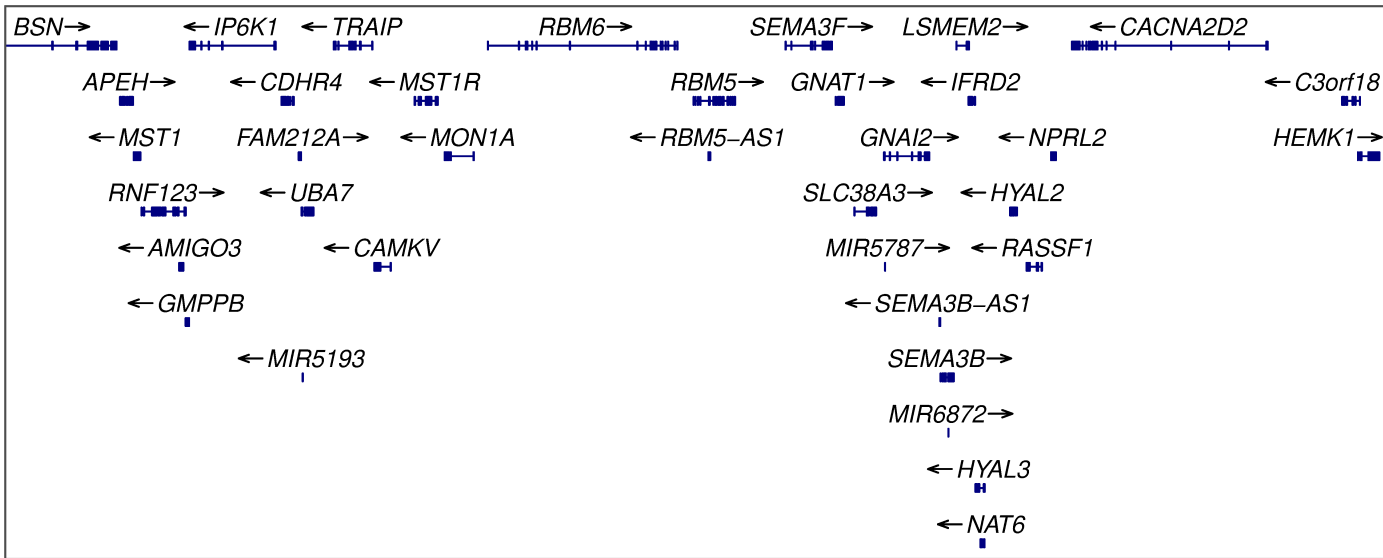 BSN→ ←IP6K1 ←TRAIP RBM6→ SEMA3F→ LSMEM2→ ←CACNA2D2
APEH→ ←CDHR4 ←MST1R RBM5→ GNAT1→ ←IFRD2 ←C3orf18
←MST1 FAM212A→ ←MON1A ←RBM5−AS1 GNAI2→ ←NPRL2 HEMK1→
RNF123→ ←UBA7 SLC38A3→ ←HYAL2
←AMIGO3 ←CAMKV MIR5787→ ←RASSF1
←GMPPB ←SEMA3B−AS1
←MIR5193 SEMA3B→
MIR6872→
←HYAL3
←NAT6